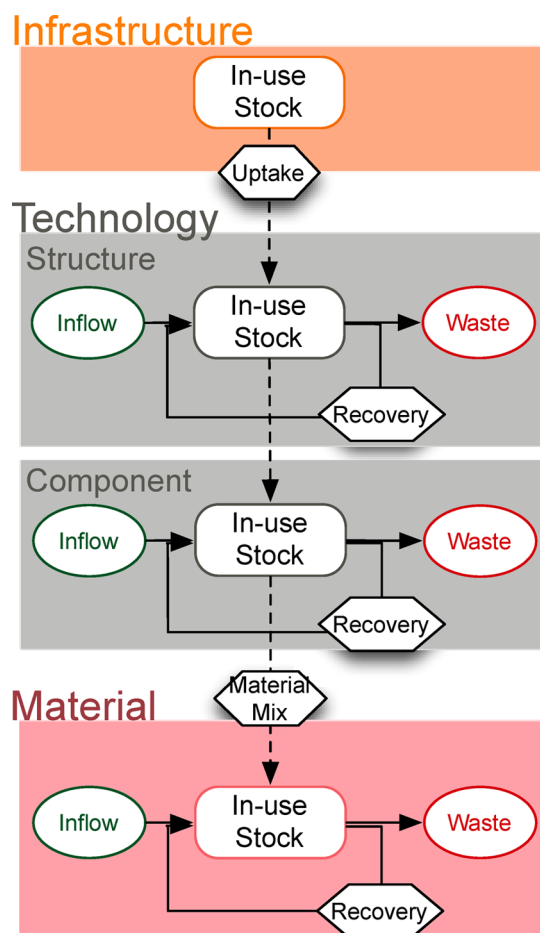 Infrastructure
In-use
Stock
Uptake
Technology
Structure
Inflow
In-use
Stock
Waste
Recovery
Component
Inflow
In-use
Stock
Waste
Recovery
Material
Mix
Material
Inflow
In-use
Stock
Waste
Recovery